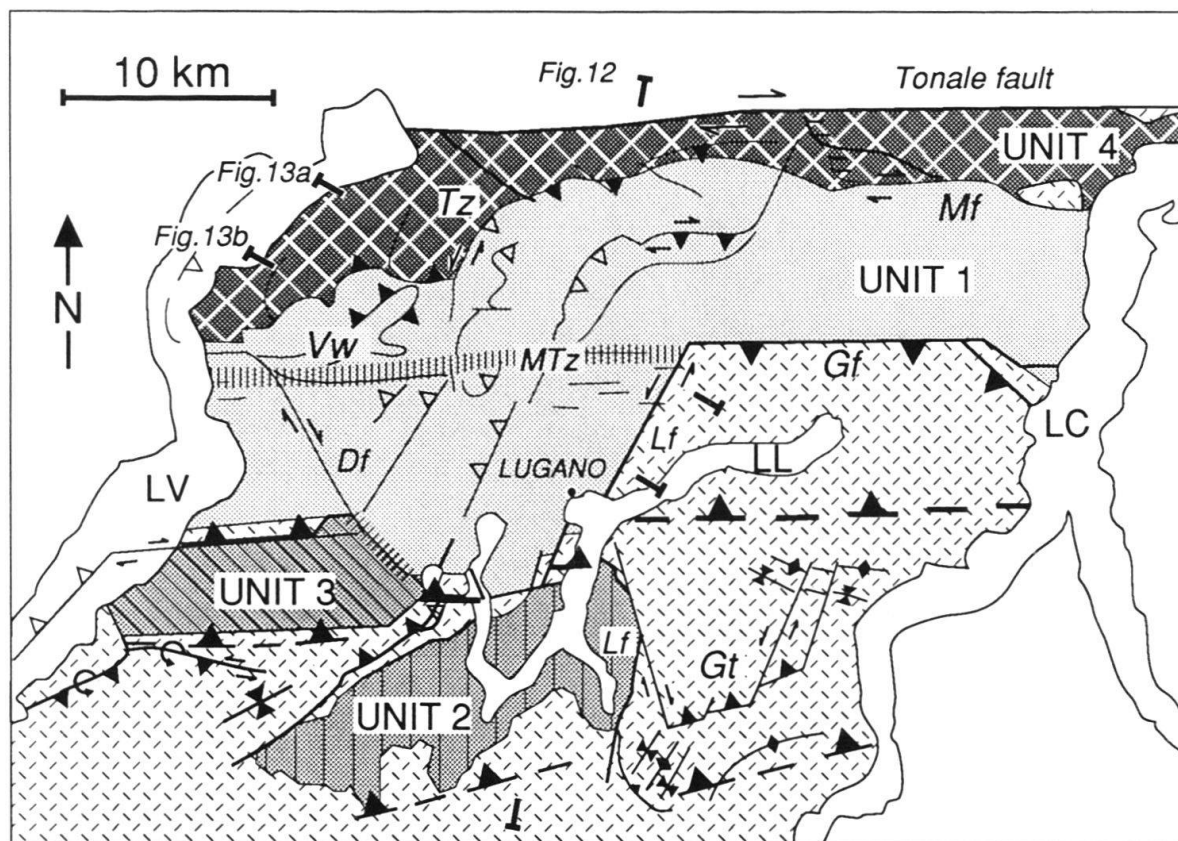 10 km
Fig.12
Tonale fault
UNIT 4
Fig.13a
Tz
Mf
Fig.13b
N
UNIT 1
Vw
MTz
Gf
Lf
LL
LC
Df
LUGANO
LV
UNIT 3
Lf
Gt
UNIT 2